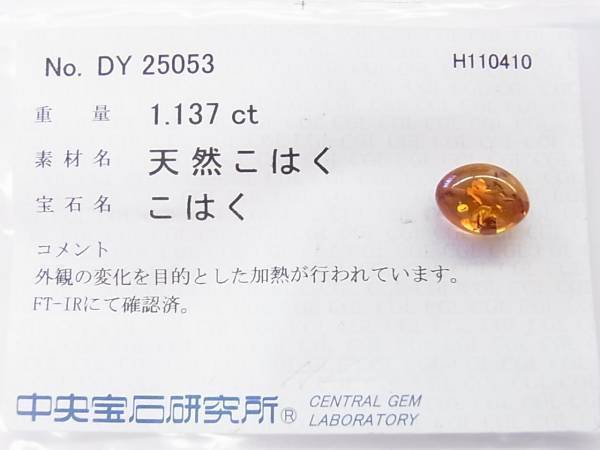 No. DY 25053 H110410
重 量 1.137 ct
素材名 天然こはく
宝石名 こはく
コメント
外観の変化を目的とした加熱が行われています。
FT-IRにて確認済。
中央宝石研究所® CENTRAL GEM
LABORATORY